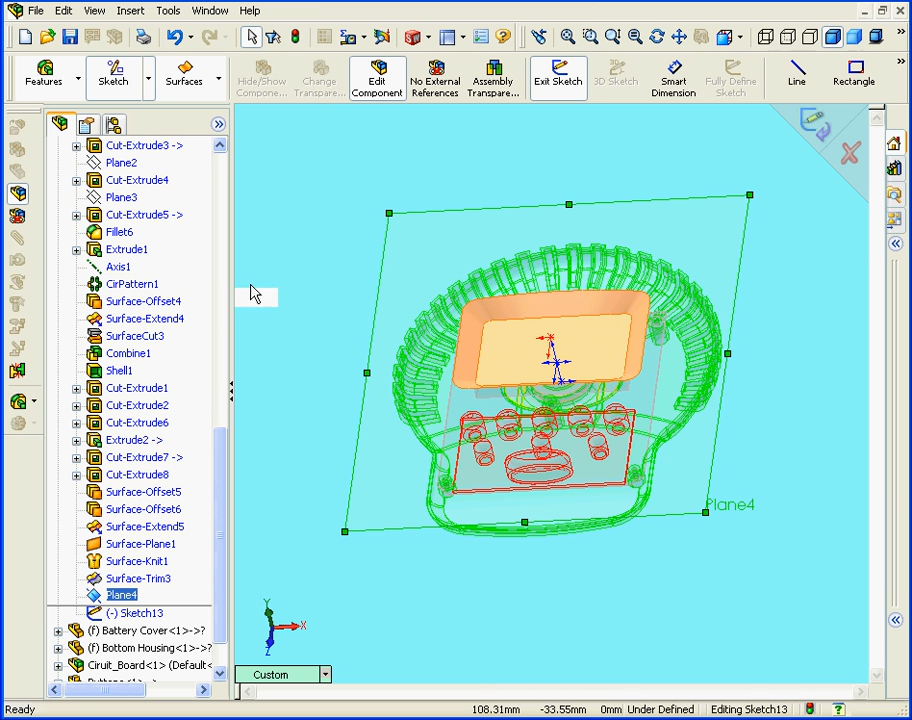 File Edit View Insert Tools Window Help
Features Sketch Surfaces Hide/Show Compone... Change Transpare... Edit Component No External References Assembly Transpare... Exit Sketch 3D Sketch Smart Dimension Fully Define Sketch Line Rectangle
Cut-Extrude3 ->
Plane2
Cut-Extrude4
Plane3
Cut-Extrude5 ->
Fillet6
Extrude1
Axis1
CirPattern1
Surface-Offset4
Surface-Extend4
SurfaceCut3
Combine1
Shell1
Cut-Extrude1
Cut-Extrude2
Cut-Extrude6
Extrude2 ->
Cut-Extrude7 ->
Cut-Extrude8
Surface-Offset5
Surface-Offset6
Surface-Extend5
Surface-Plane1
Surface-Knit1
Surface-Trim3
Plane4
(-) Sketch13
(f) Battery Cover<1>->?
(f) Bottom Housing<1>->?
Ciruit_Board<1> (Default<
Plane4
Y
X
Z
Custom
Ready 108.31mm -33.55mm 0mm Under Defined Editing Sketch13